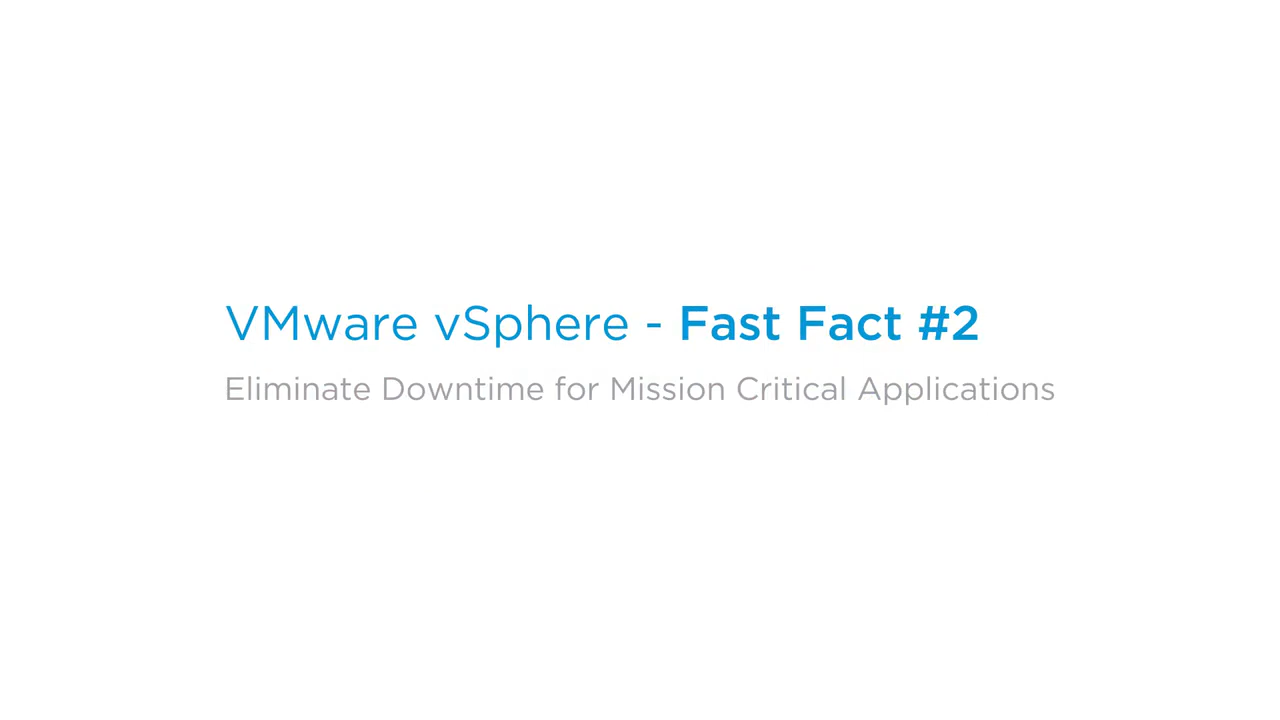 VMware vSphere - Fast Fact #2
Eliminate Downtime for Mission Critical Applications